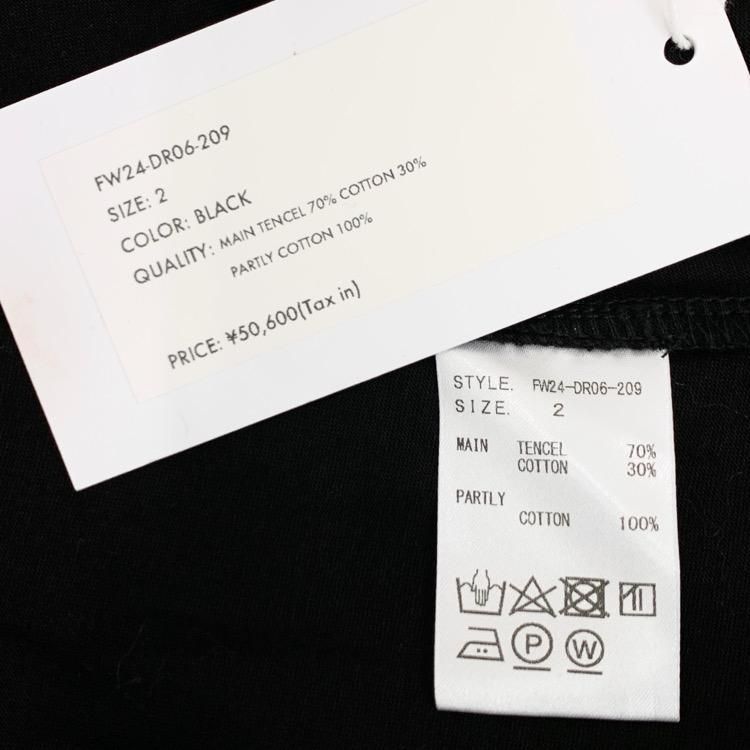 FW24-DR06-209
SIZE: 2
COLOR: BLACK
QUALITY: MAIN TENCEL 70% COTTON 30%
PARTLY COTTON 100%
PRICE: ¥50,600(Tax in)
STYLE. FW24-DR06-209
SIZE. 2
MAIN TENCEL 70%
COTTON 30%
PARTLY
COTTON 100%
P W